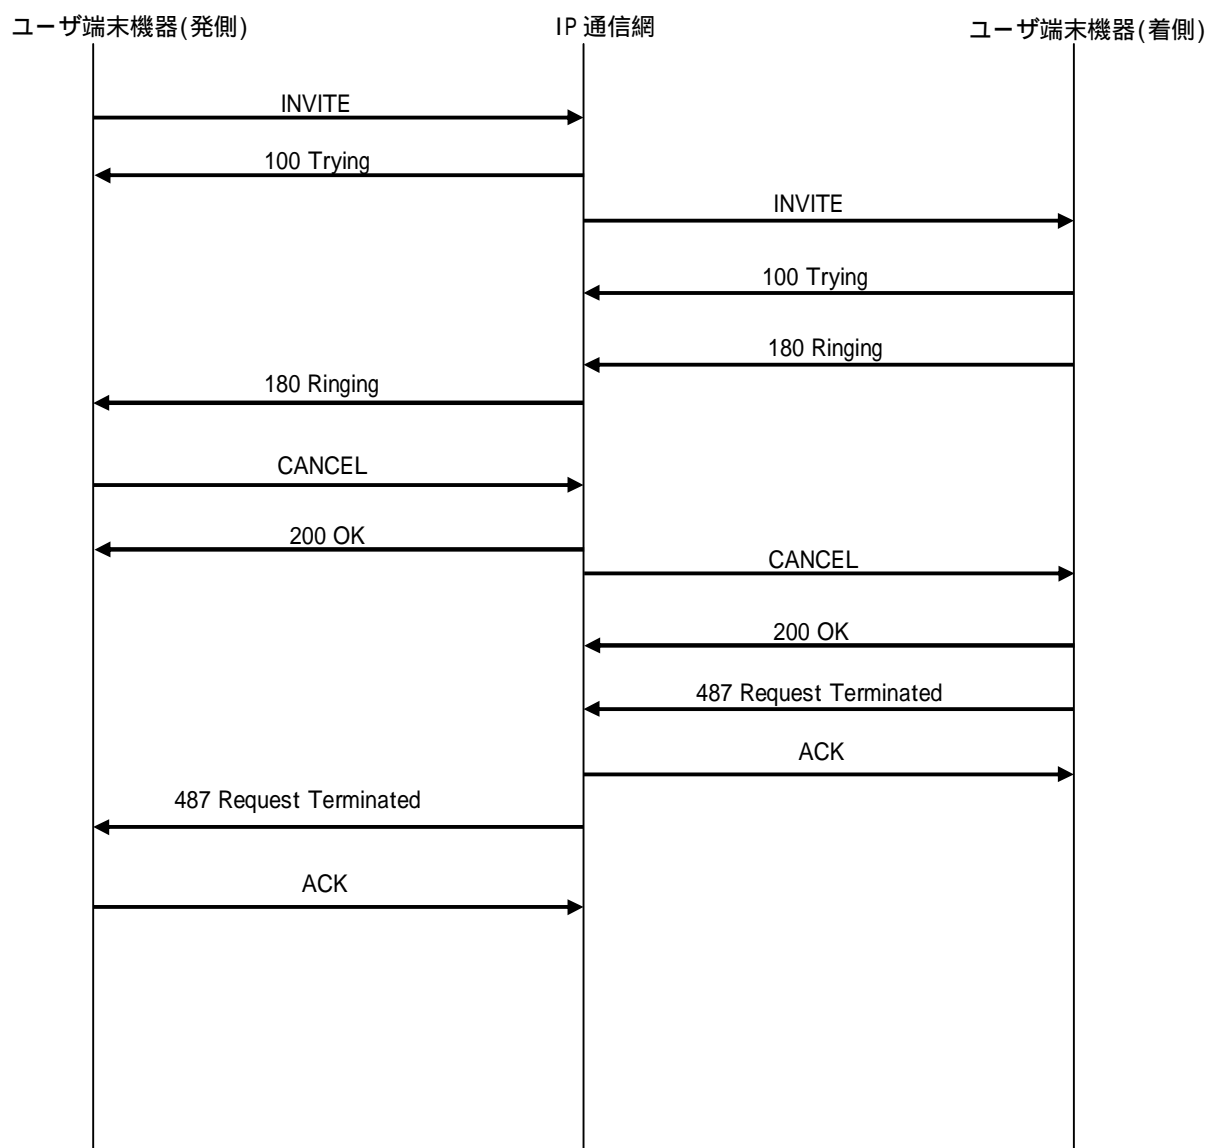 ユーザ端末機器(発側)
IP通信網
ユーザ端末機器(着側)
INVITE
100 Trying
INVITE
100 Trying
180 Ringing
180 Ringing
CANCEL
200 OK
CANCEL
200 OK
487 Request Terminated
ACK
487 Request Terminated
ACK